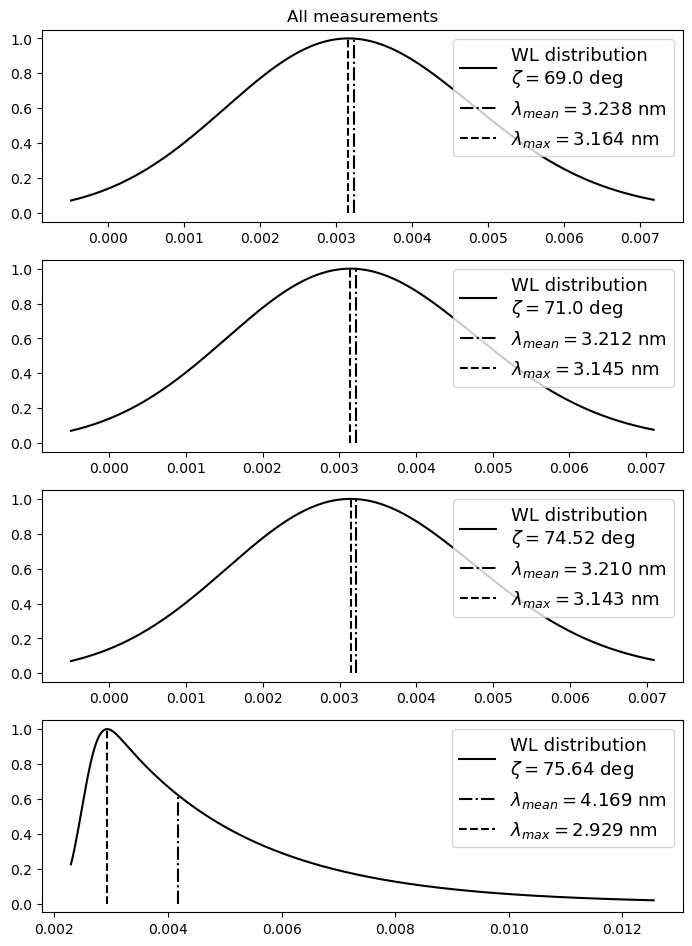 All measurements
1.0
0.8
0.6
0.4
0.2
0.0
WL distribution
ζ = 69.0 deg
λ_mean = 3.238 nm
λ_max = 3.164 nm
0.000 0.001 0.002 0.003 0.004 0.005 0.006 0.007
1.0
0.8
0.6
0.4
0.2
0.0
WL distribution
ζ = 71.0 deg
λ_mean = 3.212 nm
λ_max = 3.145 nm
0.000 0.001 0.002 0.003 0.004 0.005 0.006 0.007
1.0
0.8
0.6
0.4
0.2
0.0
WL distribution
ζ = 74.52 deg
λ_mean = 3.210 nm
λ_max = 3.143 nm
0.000 0.001 0.002 0.003 0.004 0.005 0.006 0.007
1.0
0.8
0.6
0.4
0.2
0.0
WL distribution
ζ = 75.64 deg
λ_mean = 4.169 nm
λ_max = 2.929 nm
0.002 0.004 0.006 0.008 0.010 0.012